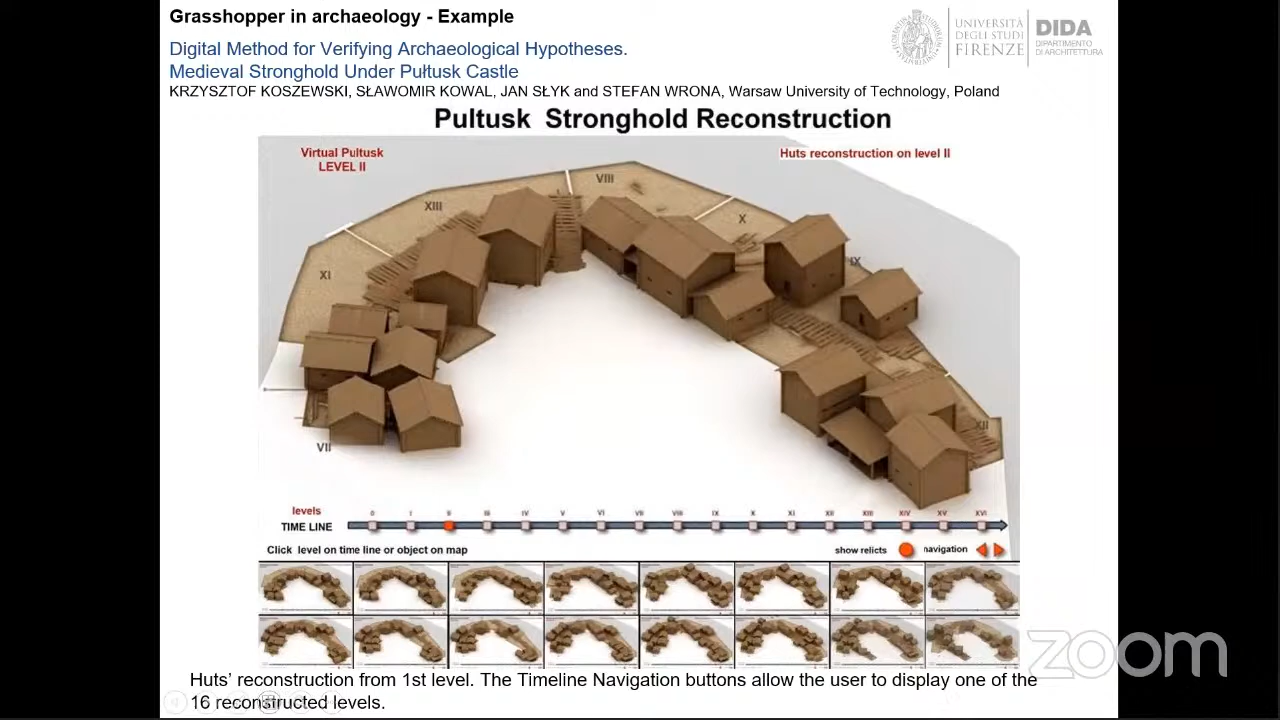 Grasshopper in archaeology - Example
UNIVERSITÀ
DEGLI STUDI
FIRENZE
DIDA
DIPARTIMENTO
DI ARCHITETTURA
Digital Method for Verifying Archaeological Hypotheses.
Medieval Stronghold Under Pułtusk Castle
KRZYSZTOF KOSZEWSKI, SŁAWOMIR KOWAL, JAN SŁYK and STEFAN WRONA, Warsaw University of Technology, Poland
Pultusk Stronghold Reconstruction
Virtual Pultusk
LEVEL II
Huts reconstruction on level II
VIII
XIII
X
IX
XI
XII
VII
levels
0 I II III IV V VI VII VIII IX X XI XII XIII XIV XV XVI
TIME LINE
Click level on time line or object on map
show relicts
navigation
zoom
Huts’ reconstruction from 1st level. The Timeline Navigation buttons allow the user to display one of the
16 reconstructed levels.